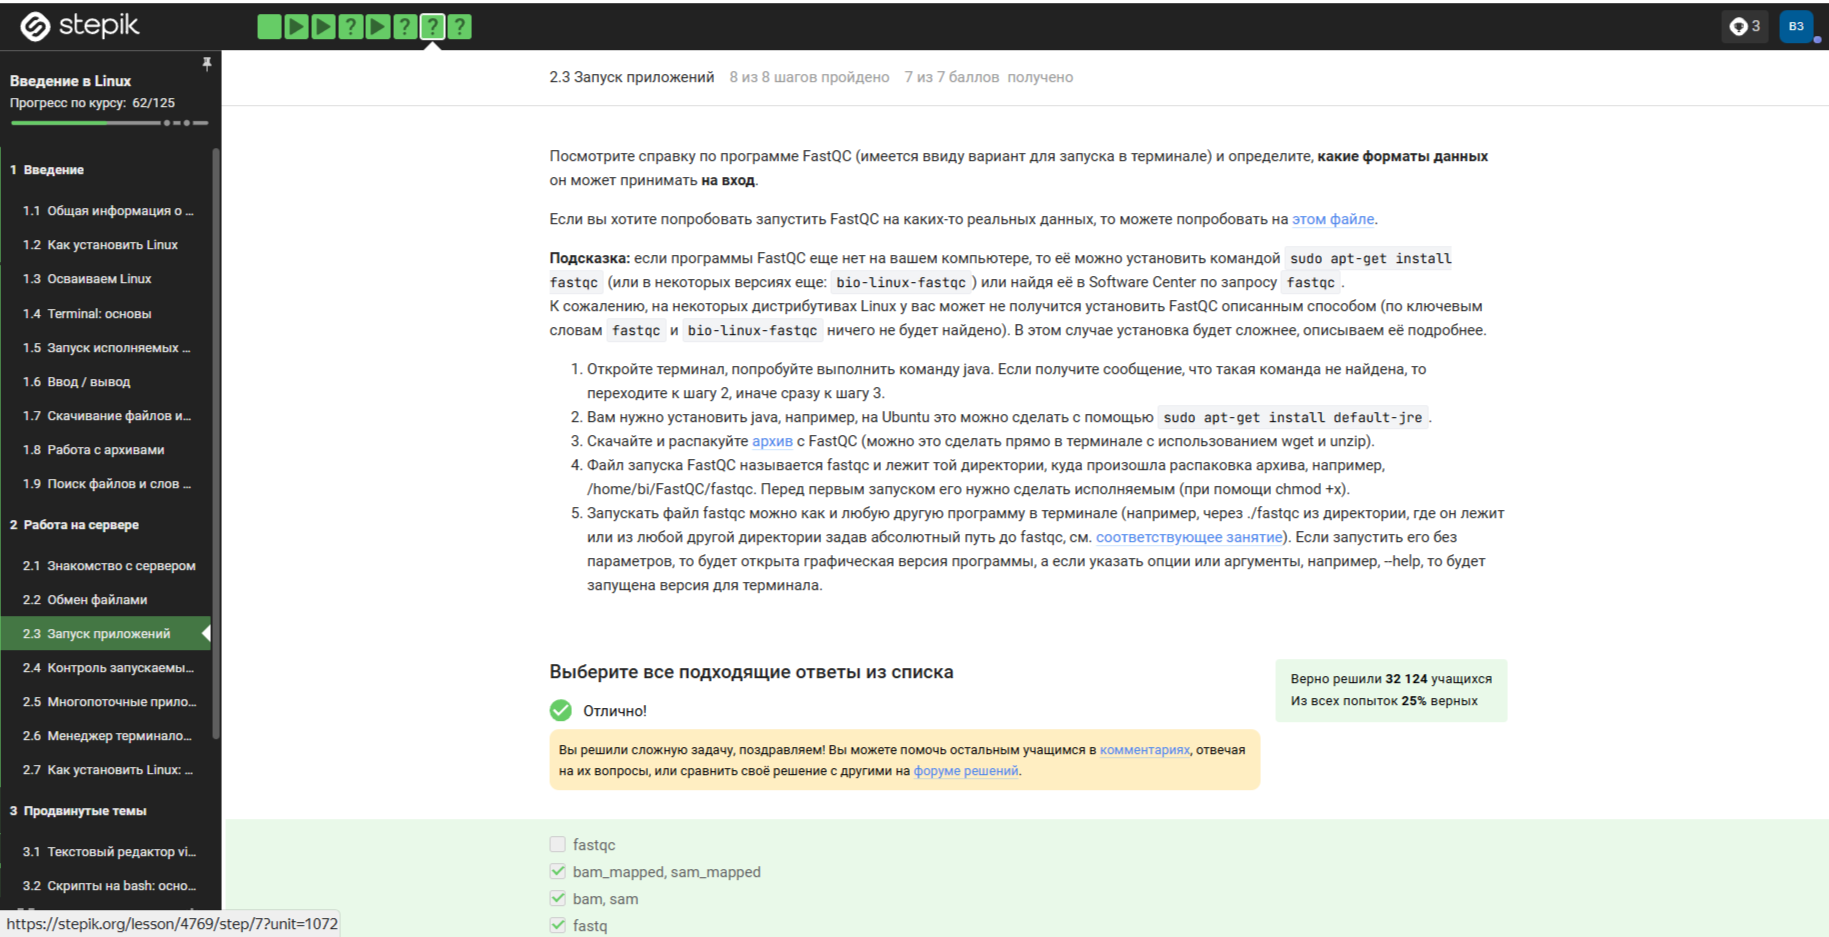 stepik
? ? ? ?
3
ВЗ
Введение в Linux
Прогресс по курсу: 62/125
1 Введение
1.1 Общая информация о ...
1.2 Как установить Linux
1.3 Осваиваем Linux
1.4 Terminal: основы
1.5 Запуск исполняемых ...
1.6 Ввод / вывод
1.7 Скачивание файлов и...
1.8 Работа с архивами
1.9 Поиск файлов и слов ...
2 Работа на сервере
2.1 Знакомство с сервером
2.2 Обмен файлами
2.3 Запуск приложений
2.4 Контроль запускаемы...
2.5 Многопоточные прило...
2.6 Менеджер терминало...
2.7 Как установить Linux: ...
3 Продвинутые темы
3.1 Текстовый редактор vi...
3.2 Скрипты на bash: осно...
https://stepik.org/lesson/4769/step/7?unit=1072
2.3 Запуск приложений 8 из 8 шагов пройдено 7 из 7 баллов получено
Посмотрите справку по программе FastQC (имеется ввиду вариант для запуска в терминале) и определите, какие форматы данных
он может принимать на вход.
Если вы хотите попробовать запустить FastQC на каких-то реальных данных, то можете попробовать на этом файле.
Подсказка: если программы FastQC еще нет на вашем компьютере, то её можно установить командой sudo apt-get install
fastqc (или в некоторых версиях еще: bio-linux-fastqc ) или найдя её в Software Center по запросу fastqc .
К сожалению, на некоторых дистрибутивах Linux у вас может не получится установить FastQC описанным способом (по ключевым
словам fastqc и bio-linux-fastqc ничего не будет найдено). В этом случае установка будет сложнее, описываем её подробнее.
1. Откройте терминал, попробуйте выполнить команду java. Если получите сообщение, что такая команда не найдена, то
переходите к шагу 2, иначе сразу к шагу 3.
2. Вам нужно установить java, например, на Ubuntu это можно сделать с помощью sudo apt-get install default-jre .
3. Скачайте и распакуйте архив с FastQC (можно это сделать прямо в терминале с использованием wget и unzip).
4. Файл запуска FastQC называется fastqc и лежит той директории, куда произошла распаковка архива, например,
/home/bi/FastQC/fastqc. Перед первым запуском его нужно сделать исполняемым (при помощи chmod +x).
5. Запускать файл fastqc можно как и любую другую программу в терминале (например, через ./fastqc из директории, где он лежит
или из любой другой директории задав абсолютный путь до fastqc, см. соответствующее занятие). Если запустить его без
параметров, то будет открыта графическая версия программы, а если указать опции или аргументы, например, --help, то будет
запущена версия для терминала.
Выберите все подходящие ответы из списка
Верно решили 32 124 учащихся
Из всех попыток 25% верных
Отлично!
Вы решили сложную задачу, поздравляем! Вы можете помочь остальным учащимся в комментариях, отвечая
на их вопросы, или сравнить своё решение с другими на форуме решений.
fastqc
bam_mapped, sam_mapped
bam, sam
fastq